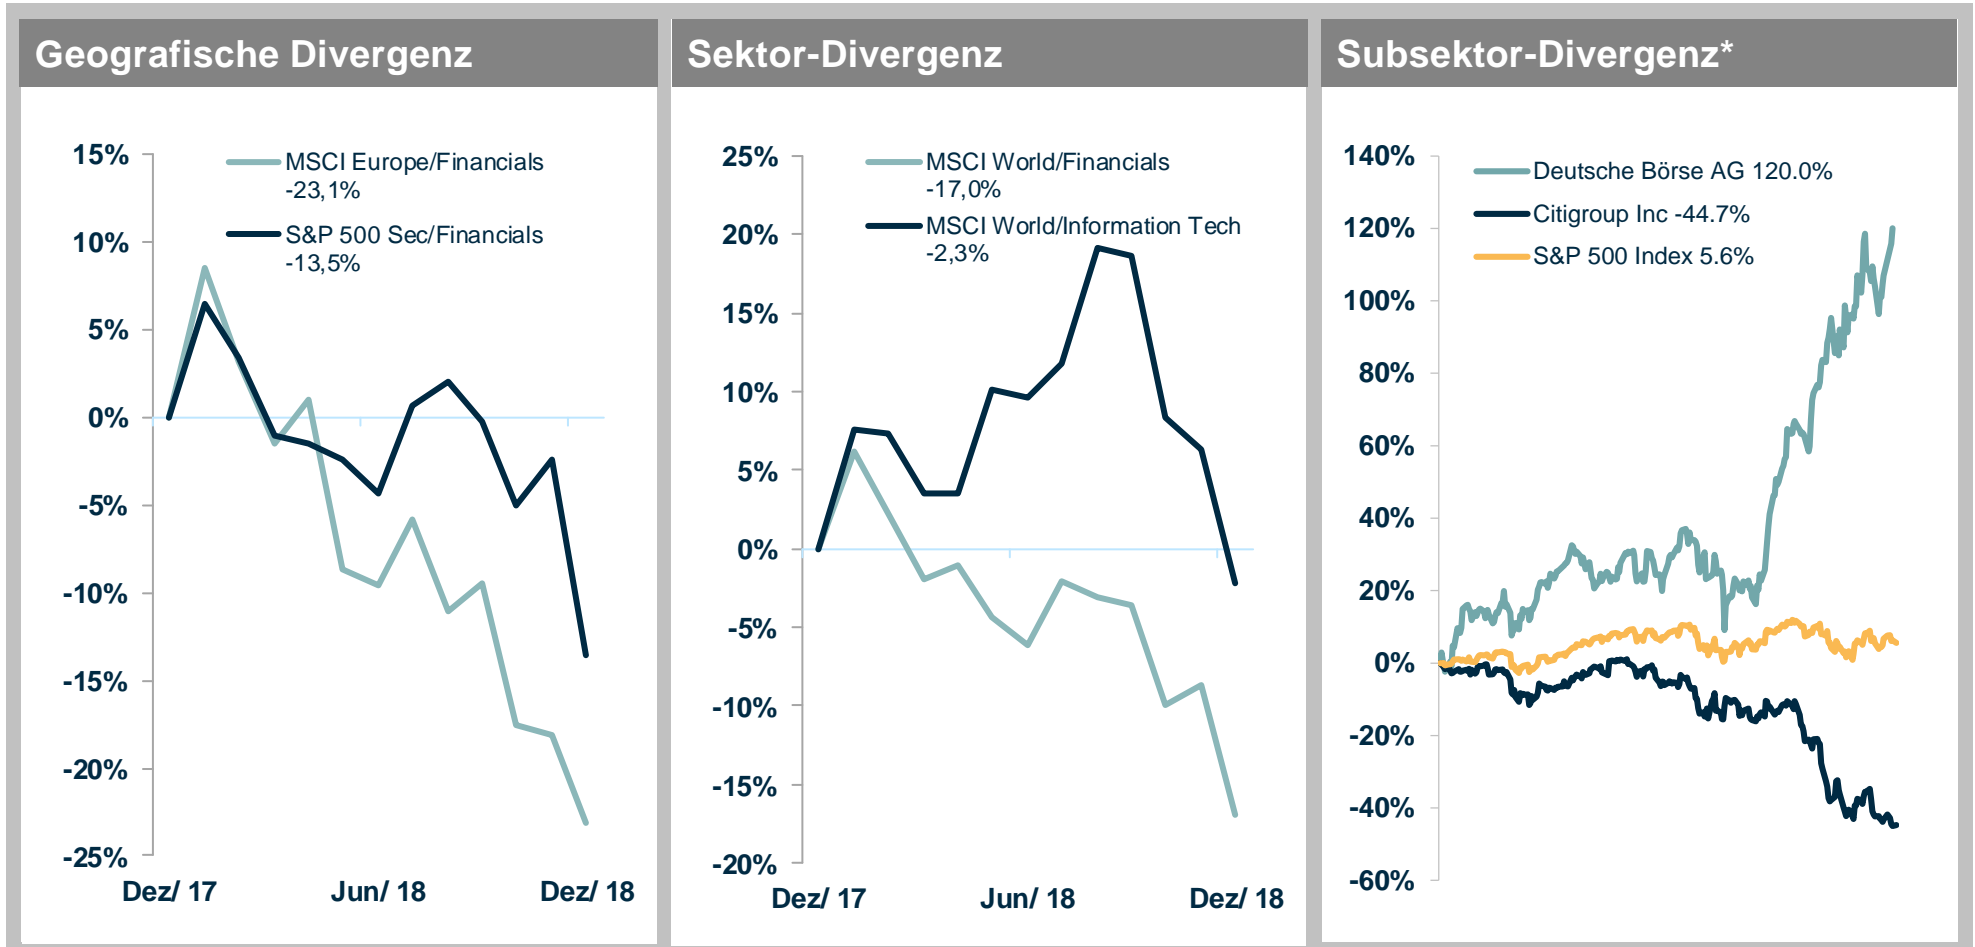 Geografische Divergenz
15%
10%
5%
0%
-5%
-10%
-15%
-20%
-25%
MSCI Europe/Financials
-23,1%
S&P 500 Sec/Financials
-13,5%
Dez/ 17
Jun/ 18
Dez/ 18
Sektor-Divergenz
25%
20%
15%
10%
5%
0%
-5%
-10%
-15%
-20%
MSCI World/Financials
-17,0%
MSCI World/Information Tech
-2,3%
Dez/ 17
Jun/ 18
Dez/ 18
Subsektor-Divergenz*
140%
120%
100%
80%
60%
40%
20%
0%
-20%
-40%
-60%
Deutsche Börse AG 120.0%
Citigroup Inc -44.7%
S&P 500 Index 5.6%